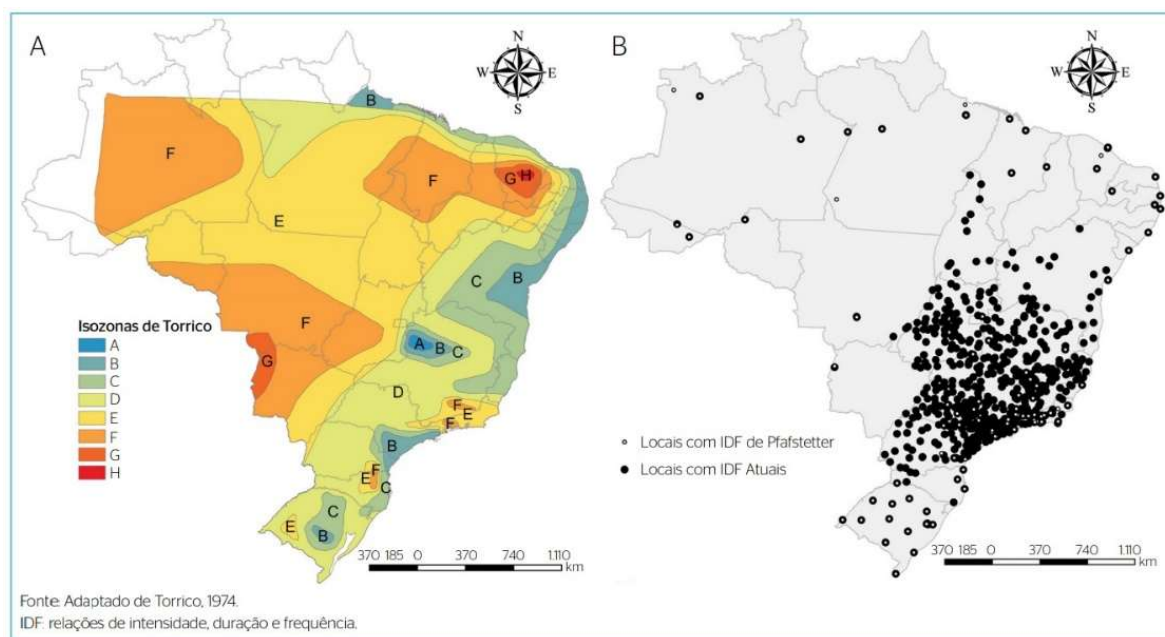 A
N
W E
S
B
F
F
G H
E
C
B
F
G
A B C
D
F
E
F
B
F
E
C
C
E
B
Isozonas de Torrico
A
B
C
D
E
F
G
H
370 185 0 370 740 1.110
km
B
N
W E
S
Locais com IDF de Pfafstetter
Locais com IDF Atuais
370 185 0 370 740 1.110
km
Fonte: Adaptado de Torrico, 1974.
IDF: relações de intensidade, duração e frequência.